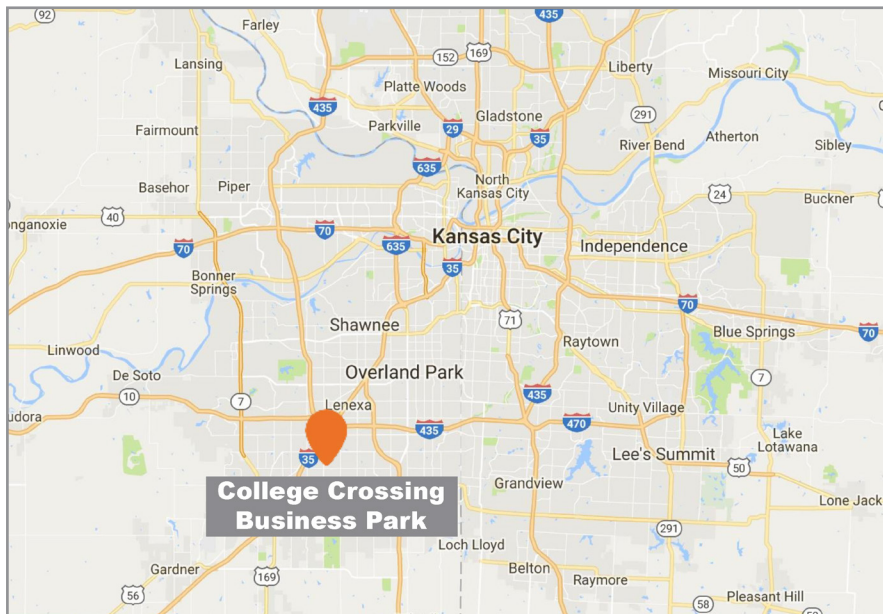 92
Farley
Ferrelview
435
169
152
Lansing
Liberty
Missouri City
Platte Woods
435
291
Gladstone
Parkville
29
35
Fairmount
River Bend
Atherton
Sibley
635
North
Kansas City
Basehor
Piper
24
Buckner
40
onganoxie
70
Kansas City
Independence
635
70
35
Bonner
Springs
70
71
Shawnee
Blue Springs
70
Raytown
Linwood
De Soto
Overland Park
7
10
7
Lenexa
435
Unity Village
udora
435
470
Lake
Lotawana
35
Lee's Summit
50
College Crossing
Business Park
Grandview
Lone Jack
291
Loch Lloyd
Gardner
169
Belton
Raymore
56
58
Pleasant Hill
7